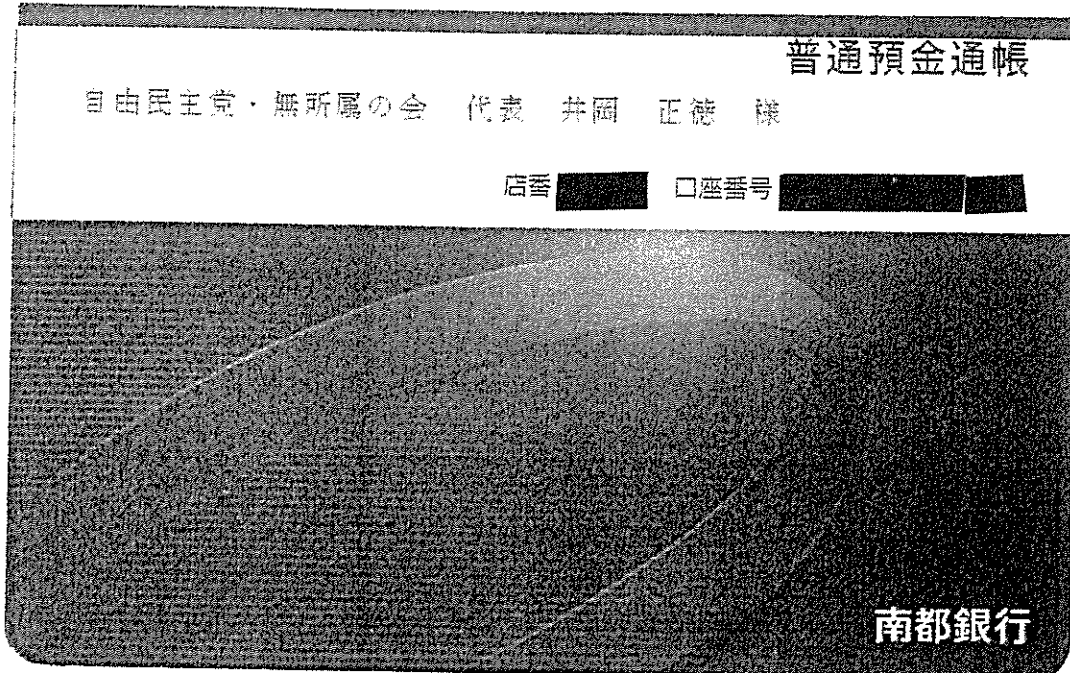 普通預金通帳
自由民主党・無所属の会　代表　井岡　正徳　様
店番　口座番号
南都銀行